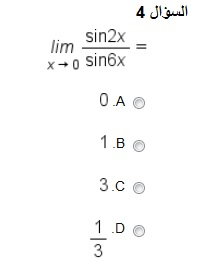 السؤال 4
lim x→0 sin2x / sin6x =
0 .A
1 .B
3 .C
1/3 .D